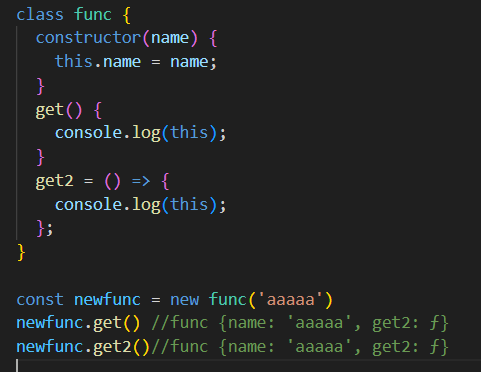 class func {
  constructor(name) {
    this.name = name;
  }
  get() {
    console.log(this);
  }
  get2 = () => {
    console.log(this);
  };
}

const newfunc = new func('aaaaa')
newfunc.get() //func {name: 'aaaaa', get2: ƒ}
newfunc.get2()//func {name: 'aaaaa', get2: ƒ}